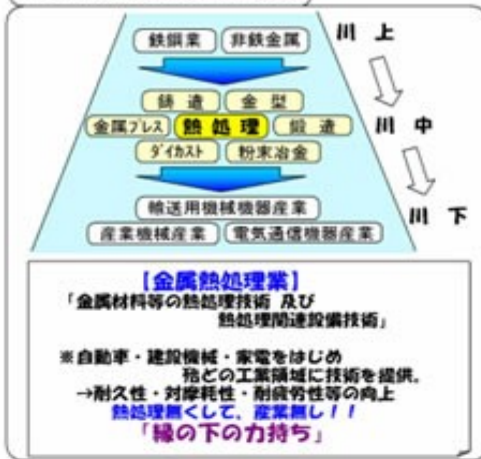 鉄鋼業 非鉄金属 川 上
鋳 造 金 型
金属プレス 熱 処 理 鍛 造 川 中
ダイカスト 粉末冶金
輸送用機械機器産業 川 下
産業機械産業 電気通信機器産業
【金属熱処理業】
「金属材料等の熱処理技術 及び
熱処理関連設備技術」
※自動車・建設機械・家電をはじめ
殆どの工業領域に技術を提供。
→耐久性・対摩耗性・耐疲労性等の向上
熱処理無くして、産業無し！！
「縁の下の力持ち」